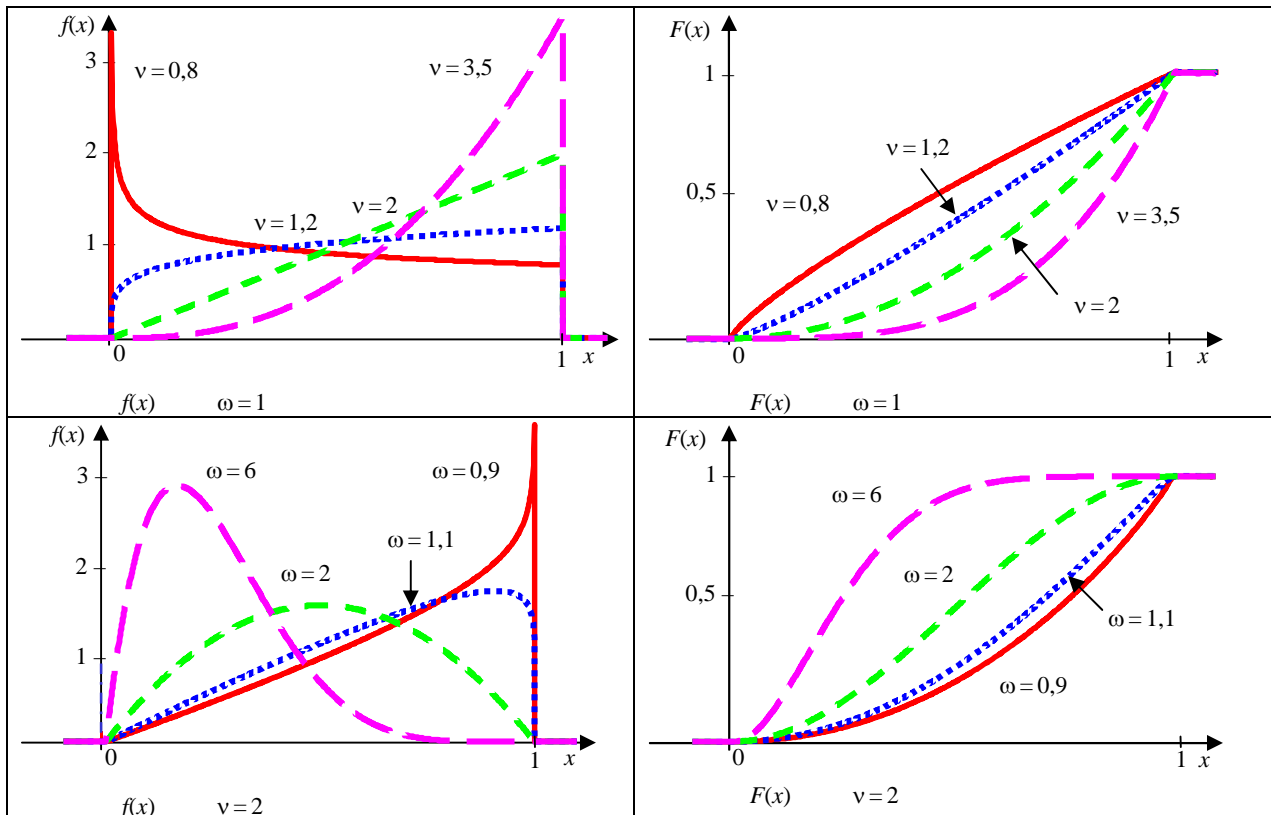 f(x)
3
ν = 0,8
ν = 3,5
2
ν = 1,2
ν = 2
1
0
1
x
f(x) ω = 1
F(x)
1
ν = 1,2
0,5
ν = 0,8
ν = 3,5
ν = 2
0
1
x
F(x) ω = 1
f(x)
3
ω = 6
ω = 0,9
ω = 1,1
2
ω = 2
1
0
1
x
f(x) ν = 2
F(x)
1
ω = 6
ω = 2
0,5
ω = 1,1
ω = 0,9
0
1
x
F(x) ν = 2